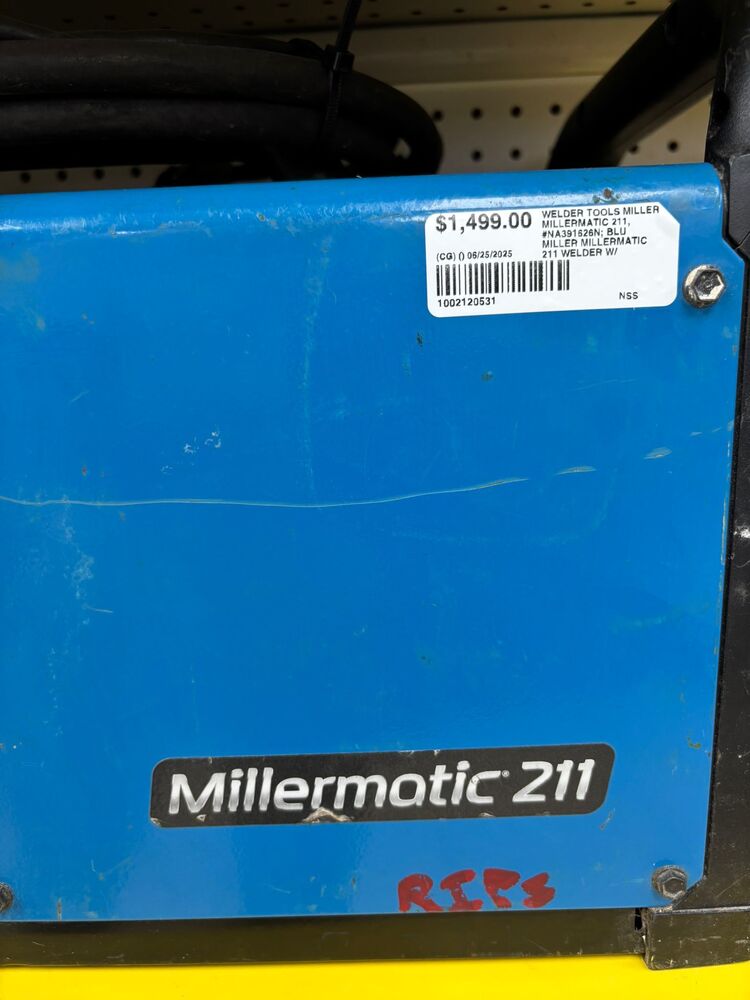 $1,499.00
WELDER TOOLS MILLER
MILLERMATIC 211,
#NA391626N; BLU
MILLER MILLERMATIC
211 WELDER W/
(CG) () 06/25/2025
1002120531
NSS
Millermatic® 211